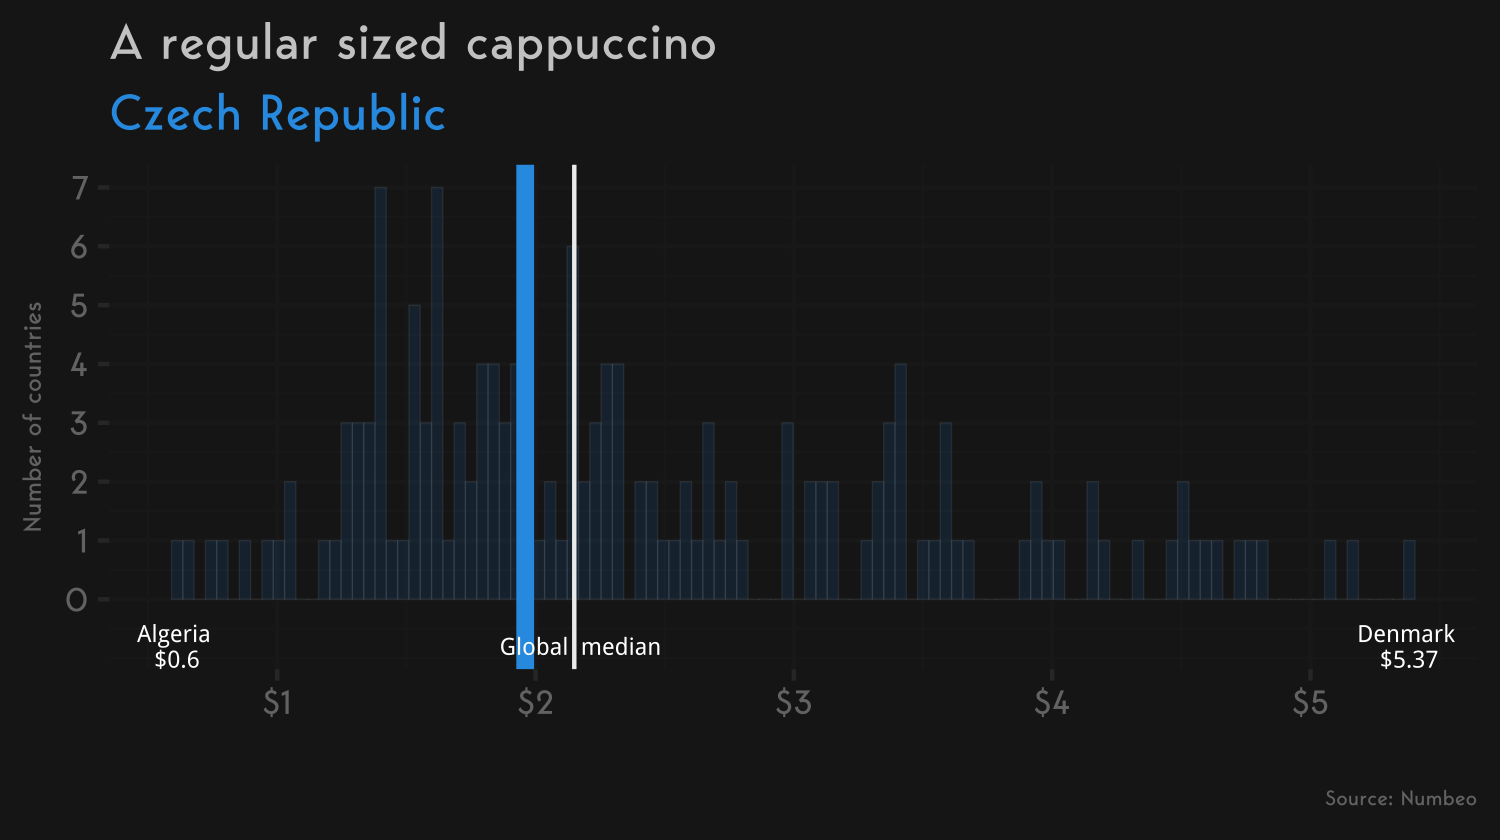 A regular sized cappuccino
Czech Republic
Number of countries
7
6
5
4
3
2
1
0
Algeria
$0.6
Global median
Denmark
$5.37
$1
$2
$3
$4
$5
Source: Numbeo